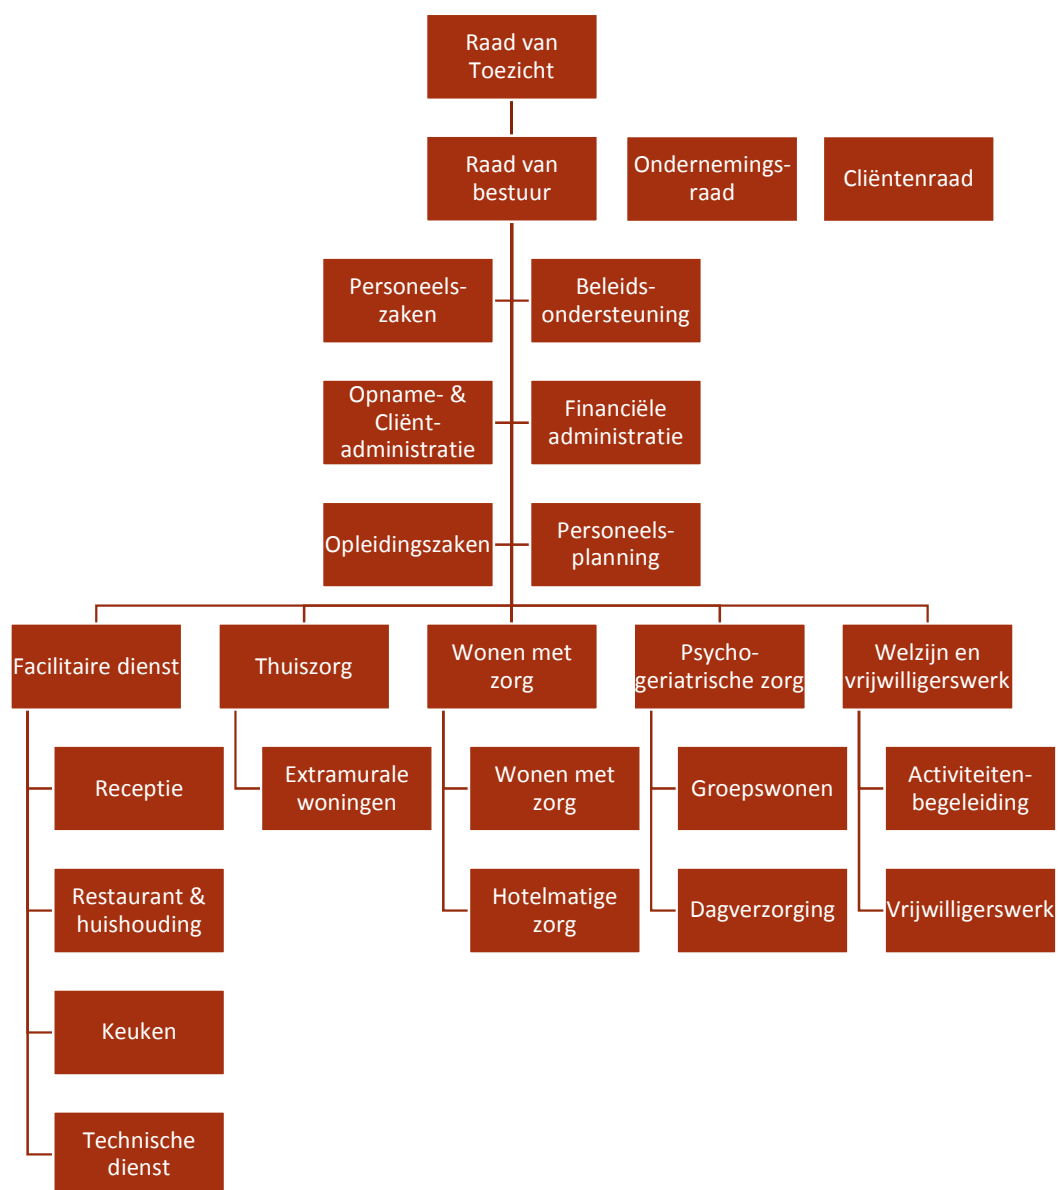 Raad van
Toezicht
Raad van
bestuur
Ondernemings-
raad
Cliëntenraad
Personeels-
zaken
Beleids-
ondersteuning
Opname- &
Cliënt-
administratie
Financiële
administratie
Opleidingszaken
Personeels-
planning
Facilitaire dienst
Thuiszorg
Wonen met
zorg
Psycho-
geriatrische zorg
Welzijn en
vrijwilligerswerk
Receptie
Extramurale
woningen
Wonen met
zorg
Groepswonen
Activiteiten-
begeleiding
Restaurant &
huishouding
Hotelmatige
zorg
Dagverzorging
Vrijwilligerswerk
Keuken
Technische
dienst